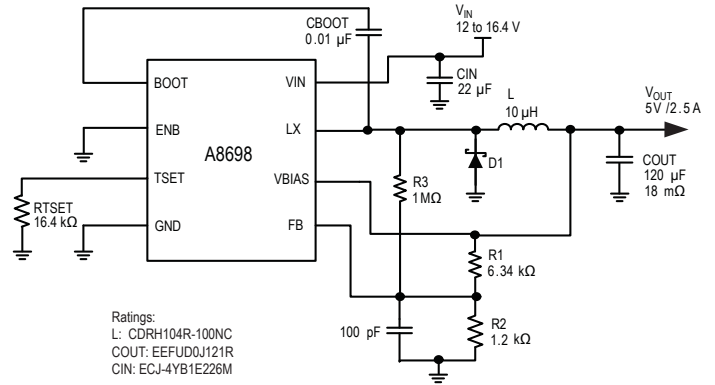 CBOOT
0.01 µF
V_IN
12 to 16.4 V
BOOT
VIN
CIN
22 µF
L
10 µH
V_OUT
5V /2.5 A
ENB
LX
A8698
D1
COUT
120 µF
18 mΩ
TSET
VBIAS
R3
1MΩ
RTSET
16.4 kΩ
GND
FB
R1
6.34 kΩ
Ratings:
L: CDRH104R-100NC
COUT: EEFUD0J121R
CIN: ECJ-4YB1E226M
100 pF
R2
1.2 kΩ